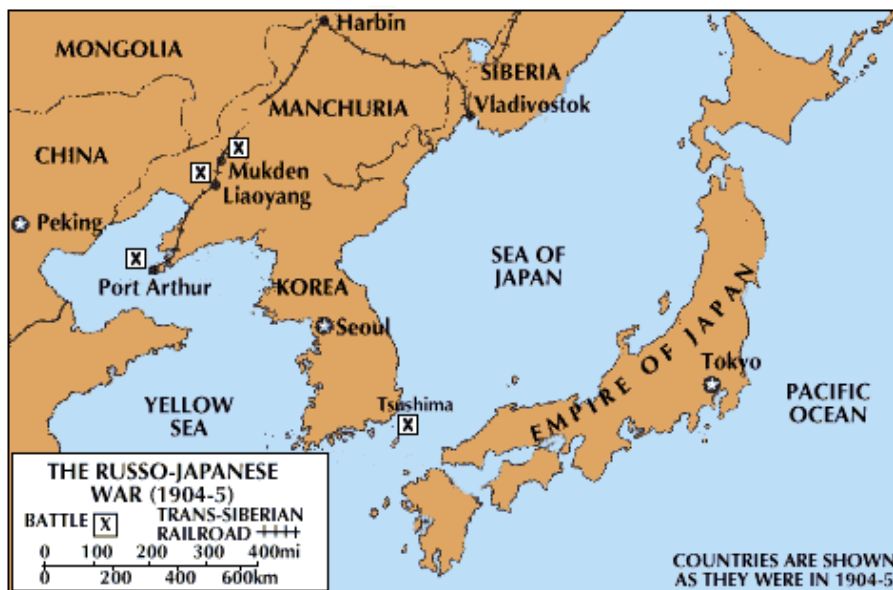 Harbin
MONGOLIA
SIBERIA
MANCHURIA
Vladivostok
CHINA
X
X
Mukden
Liaoyang
Peking
X
Port Arthur
SEA OF
JAPAN
KOREA
Seoul
EMPIRE OF JAPAN
Tokyo
PACIFIC
OCEAN
YELLOW
SEA
Tsushima
X
THE RUSSO-JAPANESE
WAR (1904-5)
BATTLE X TRANS-SIBERIAN
RAILROAD
0 100 200 300 400mi
0 200 400 600km
COUNTRIES ARE SHOWN
AS THEY WERE IN 1904-5